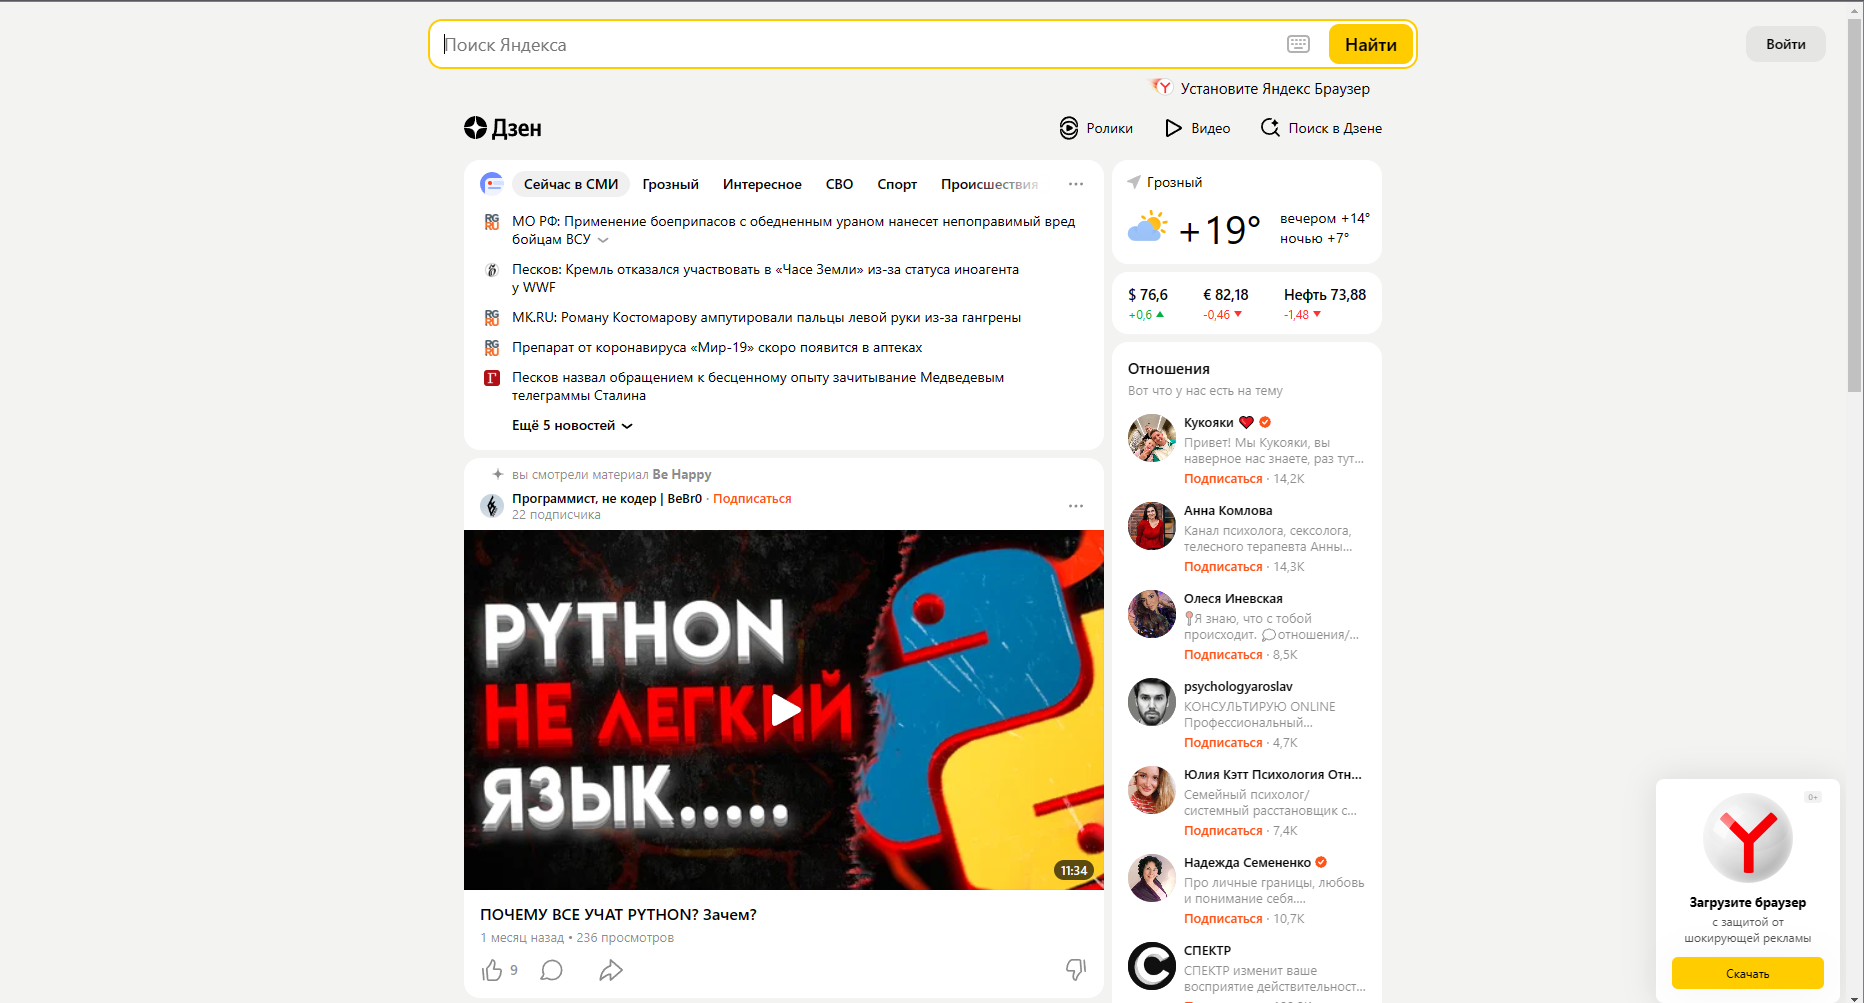 Поиск Яндекса
Найти
Войти
Установите Яндекс Браузер
Дзен
Ролики
Видео
Поиск в Дзене
Сейчас в СМИ
Грозный
Интересное
СВО
Спорт
Происшествия
МО РФ: Применение боеприпасов с обедненным ураном нанесет непоправимый вред
бойцам ВСУ
Песков: Кремль отказался участвовать в «Часе Земли» из-за статуса иноагента
у WWF
MK.RU: Роману Костомарову ампутировали пальцы левой руки из-за гангрены
Препарат от коронавируса «Мир-19» скоро появится в аптеках
Песков назвал обращением к бесценному опыту зачитывание Медведевым
телеграммы Сталина
Ещё 5 новостей
вы смотрели материал Be Happy
Программист, не кодер | BeBr0 · Подписаться
22 подписчика
PYTHON
НЕ ЛЕГКИЙ
ЯЗЫК.....
11:34
ПОЧЕМУ ВСЕ УЧАТ PYTHON? Зачем?
1 месяц назад • 236 просмотров
9
Грозный
+19°
вечером +14°
ночью +7°
$ 76,6
+0,6
€ 82,18
-0,46
Нефть 73,88
-1,48
Отношения
Вот что у нас есть на тему
Кукояки
Привет! Мы Кукояки, вы
наверное нас знаете, раз тут...
Подписаться · 14,2K
Анна Комлова
Канал психолога, сексолога,
телесного терапевта Анны...
Подписаться · 14,3K
Олеся Иневская
Я знаю, что с тобой
происходит. отношения/...
Подписаться · 8,5K
psychologyaroslav
КОНСУЛЬТИРУЮ ONLINE
Профессиональный...
Подписаться · 4,7K
Юлия Кэтт Психология Отн...
Семейный психолог/
системный расстановщик с...
Подписаться · 7,4K
Надежда Семененко
Про личные границы, любовь
и понимание себя....
Подписаться · 10,7K
СПЕКТР
СПЕКТР изменит ваше
восприятие действительност...
0+
Загрузите браузер
с защитой от
шокирующей рекламы
Скачать